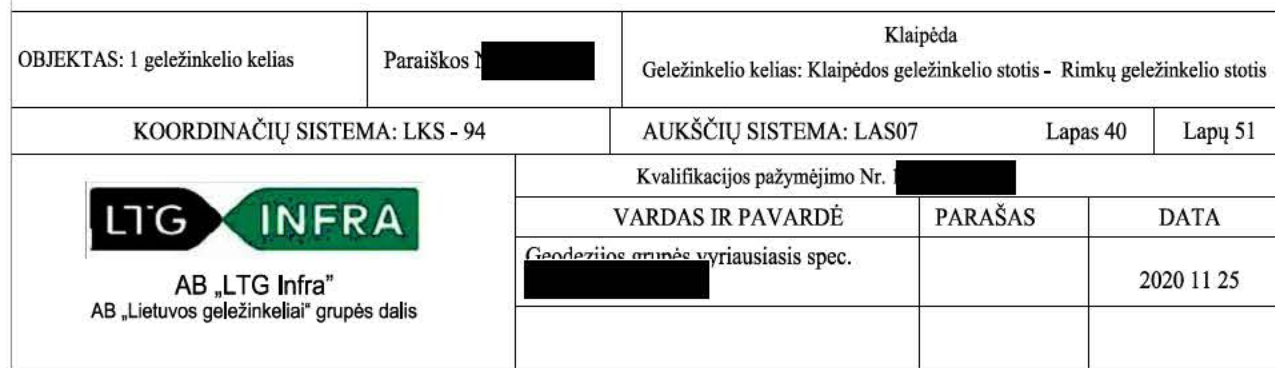 OBJEKTAS: 1 geležinkelio kelias
Paraiškos
Klaipėda
Geležinkelio kelias: Klaipėdos geležinkelio stotis - Rimkų geležinkelio stotis
KOORDINAČIŲ SISTEMA: LKS - 94
AUKŠČIŲ SISTEMA: LAS07
Lapas 40
Lapų 51
LTG INFRA
AB „LTG Infra”
AB „Lietuvos geležinkeliai” grupės dalis
Kvalifikacijos pažymėjimo Nr.
VARDAS IR PAVARDĖ
PARAŠAS
DATA
Geodezijos grupės vyriausiasis spec.
2020 11 25